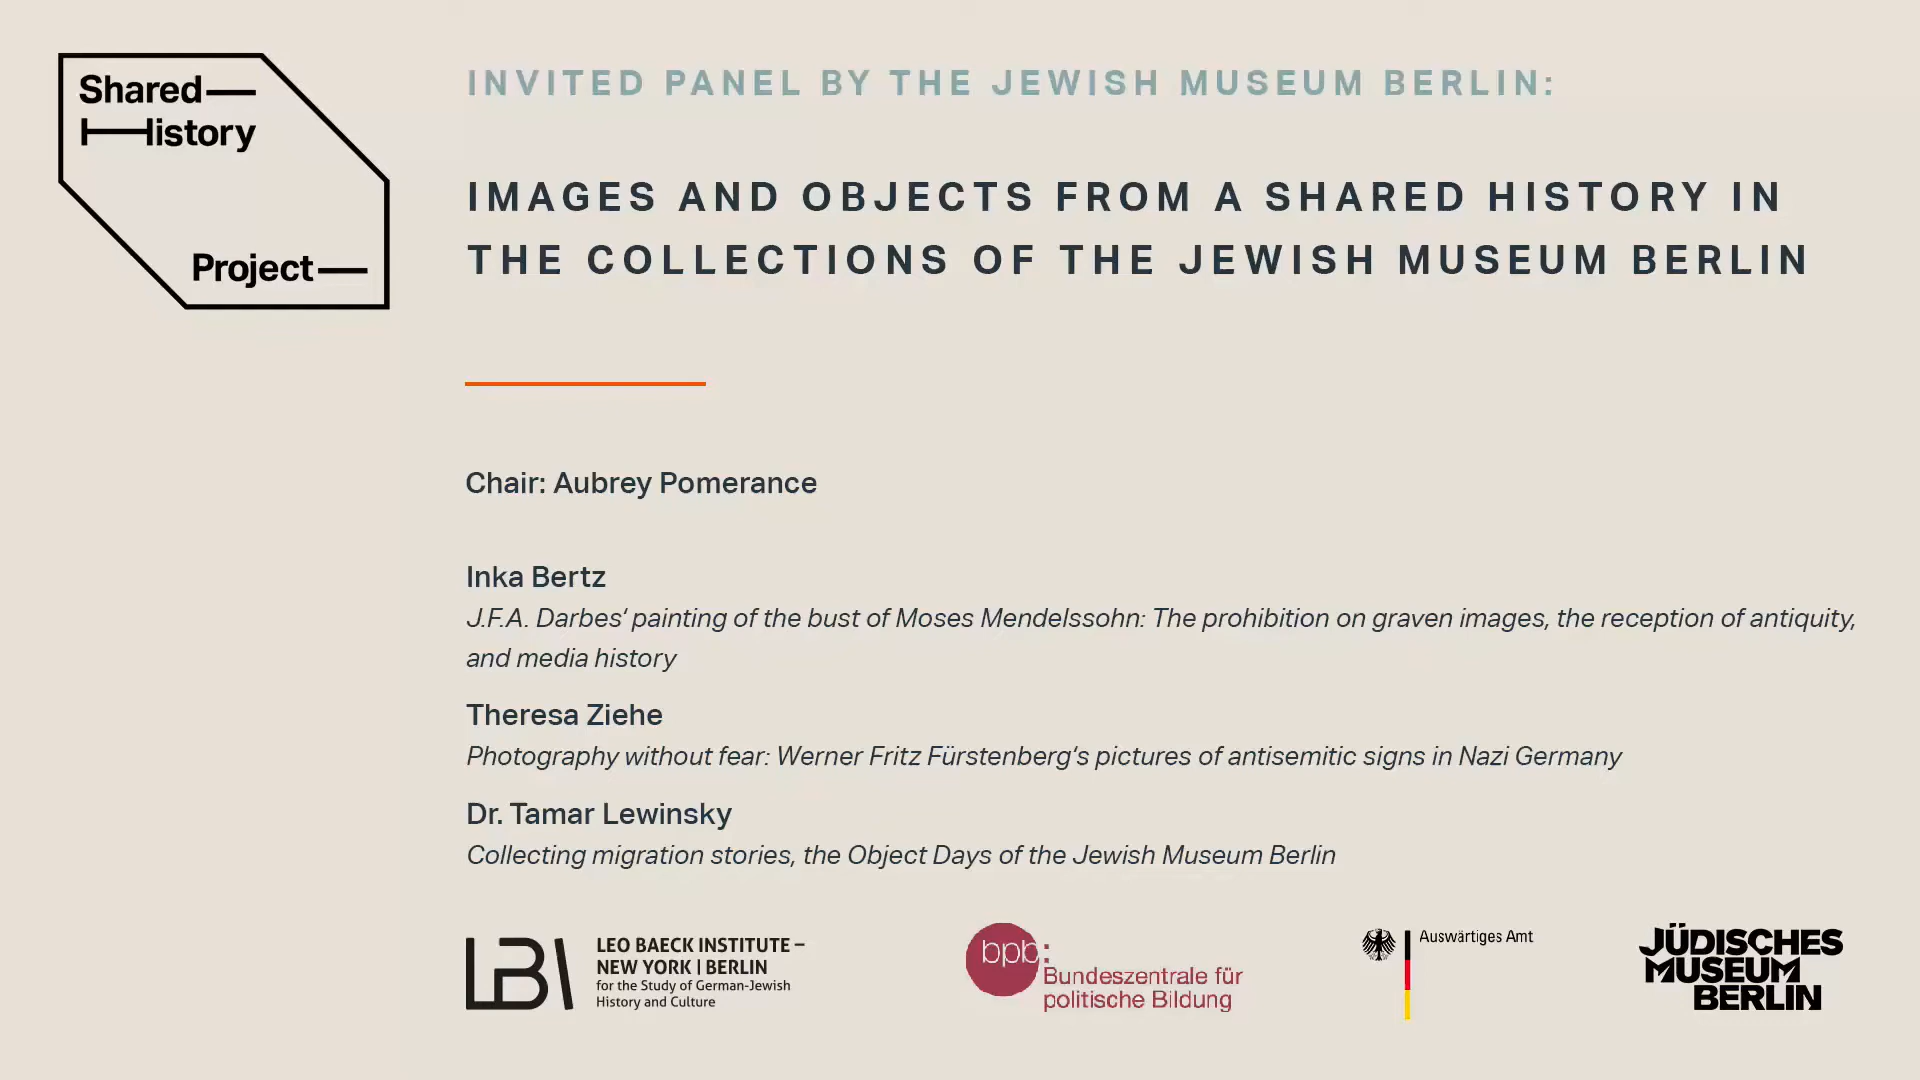 Shared—
History
Project—
INVITED PANEL BY THE JEWISH MUSEUM BERLIN:
IMAGES AND OBJECTS FROM A SHARED HISTORY IN
THE COLLECTIONS OF THE JEWISH MUSEUM BERLIN
Chair: Aubrey Pomerance
Inka Bertz
J.F.A. Darbes‘ painting of the bust of Moses Mendelssohn: The prohibition on graven images, the reception of antiquity,
and media history
Theresa Ziehe
Photography without fear: Werner Fritz Fürstenberg‘s pictures of antisemitic signs in Nazi Germany
Dr. Tamar Lewinsky
Collecting migration stories, the Object Days of the Jewish Museum Berlin
LBI
LEO BAECK INSTITUTE –
NEW YORK | BERLIN
for the Study of German-Jewish
History and Culture
bpb:
Bundeszentrale für
politische Bildung
Auswärtiges Amt
JÜDISCHES
MUSEUM
BERLIN